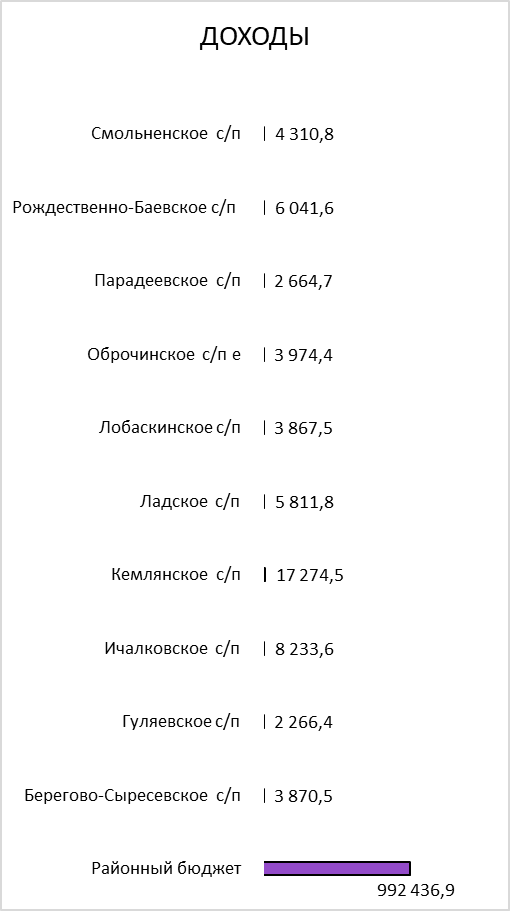 ДОХОДЫ
Смольненское с/п 4 310,8
Рождественно-Баевское с/п 6 041,6
Парадеевское с/п 2 664,7
Оброчинское с/п е 3 974,4
Лобаскинское с/п 3 867,5
Ладское с/п 5 811,8
Кемлянское с/п 17 274,5
Ичалковское с/п 8 233,6
Гуляевское с/п 2 266,4
Берегово-Сыресевское с/п 3 870,5
Районный бюджет
992 436,9